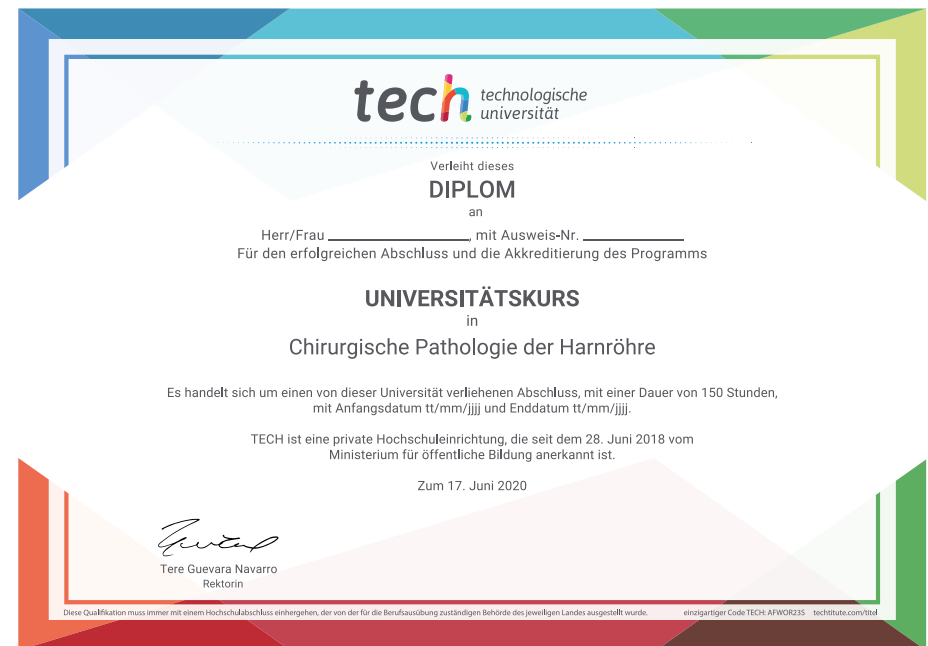 tech technologische
universität
Verleiht dieses
DIPLOM
an
Herr/Frau ____________________, mit Ausweis-Nr. ______________
Für den erfolgreichen Abschluss und die Akkreditierung des Programms
UNIVERSITÄTSKURS
in
Chirurgische Pathologie der Harnröhre
Es handelt sich um einen von dieser Universität verliehenen Abschluss, mit einer Dauer von 150 Stunden,
mit Anfangsdatum tt/mm/jjjj und Enddatum tt/mm/jjjj.
TECH ist eine private Hochschuleinrichtung, die seit dem 28. Juni 2018 vom
Ministerium für öffentliche Bildung anerkannt ist.
Zum 17. Juni 2020
Tere Guevara Navarro
Rektorin
Diese Qualifikation muss immer mit einem Hochschulabschluss einhergehen, der von der für die Berufsausübung zuständigen Behörde des jeweiligen Landes ausgestellt wurde. einzigartiger Code TECH: AFWOR23S techtitute.com/titel